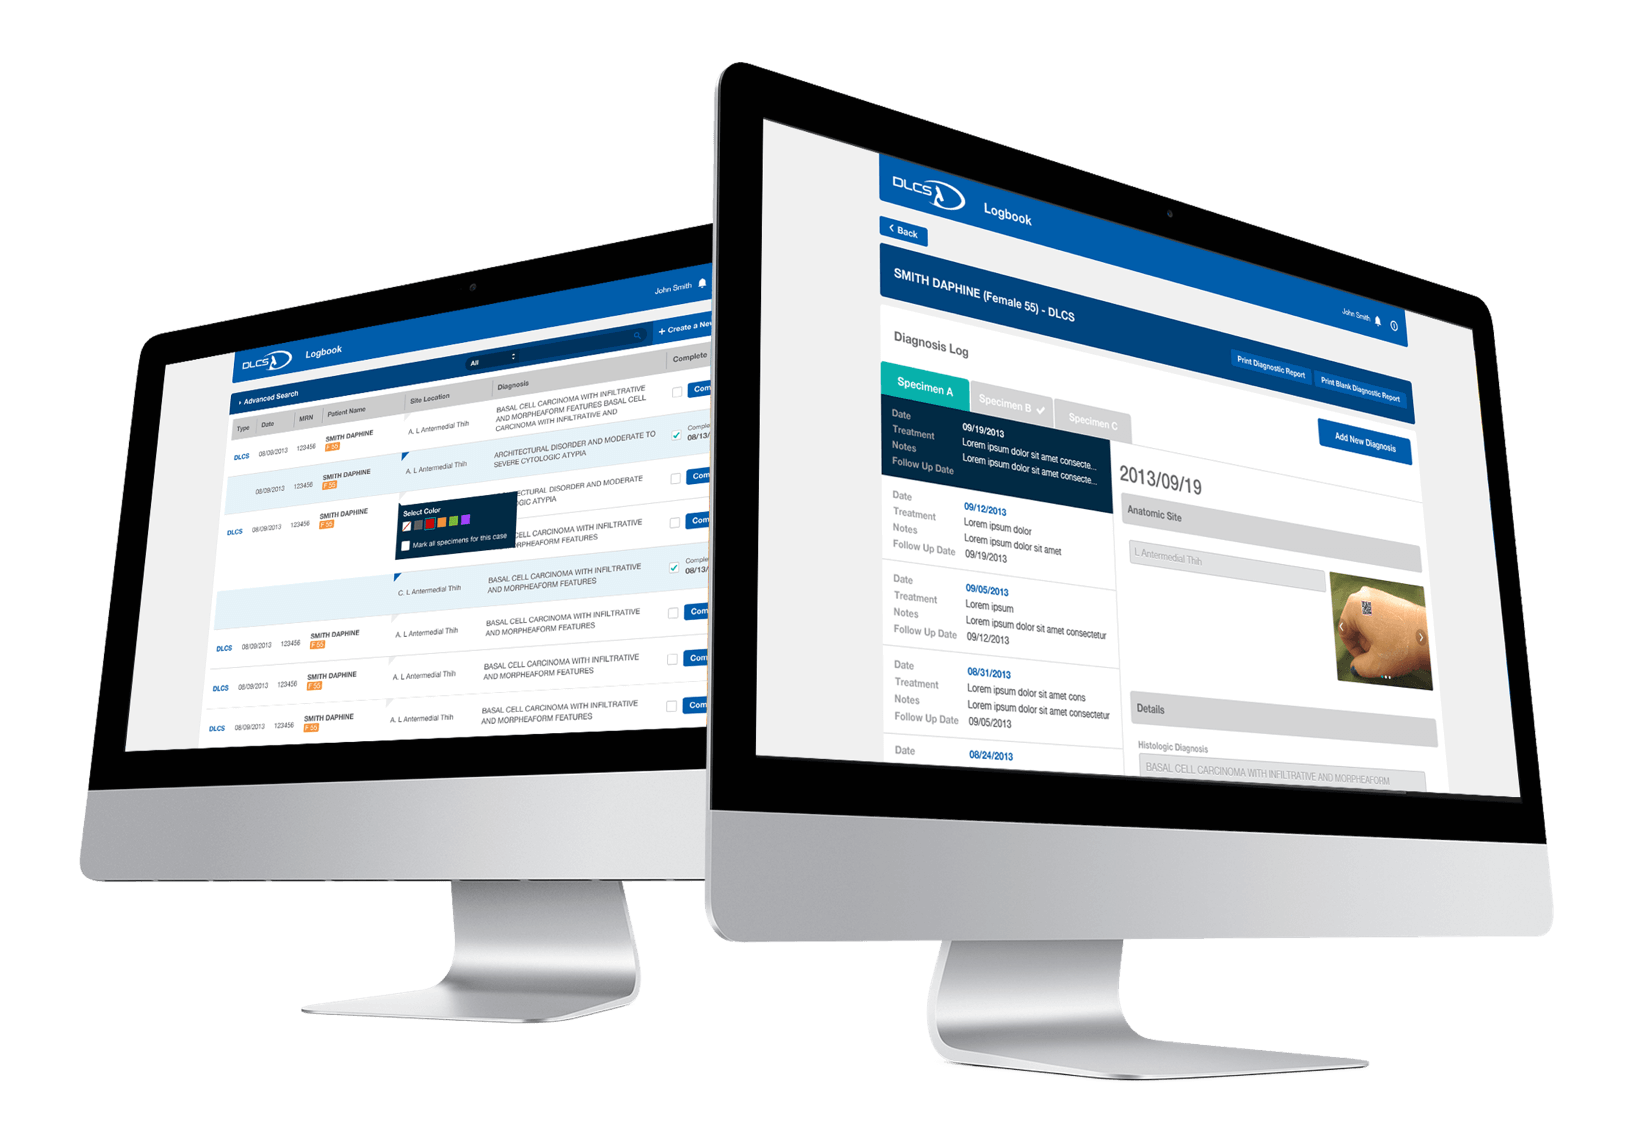 John Smith
DLCS
Logbook
All
+ Create a New
Advanced Search
Type Date MRN Patient Name Site Location Diagnosis Complete
DLCS 08/09/2013 123456 SMITH DAPHINE
F 55
A. L Antermedial Thih
BASAL CELL CARCINOMA WITH INFILTRATIVE
AND MORPHEAFORM FEATURES BASAL CELL
CARCINOMA WITH INFILTRATIVE AND
Com
08/09/2013 123456 SMITH DAPHINE
F 55
A. L Antermedial Thih
ARCHITECTURAL DISORDER AND MODERATE TO
SEVERE CYTOLOGIC ATYPIA
Comple
08/13/
DLCS 08/09/2013 123456 SMITH DAPHINE
F 55
ECTURAL DISORDER AND MODERATE
GIC ATYPIA
Com
Select Color
Mark all specimens for this case
CELL CARCINOMA WITH INFILTRATIVE
RPHEAFORM FEATURES
Com
C. L Antermedial Thih
BASAL CELL CARCINOMA WITH INFILTRATIVE
AND MORPHEAFORM FEATURES
Comple
08/13/
DLCS 08/09/2013 123456 SMITH DAPHINE
F 55
A. L Antermedial Thih
BASAL CELL CARCINOMA WITH INFILTRATIVE
AND MORPHEAFORM FEATURES
Com
DLCS 08/09/2013 123456 SMITH DAPHINE
F 55
A. L Antermedial Thih
BASAL CELL CARCINOMA WITH INFILTRATIVE
AND MORPHEAFORM FEATURES
Com
DLCS 08/09/2013 123456 SMITH DAPHINE
F 55
A. L Antermedial Thih
BASAL CELL CARCINOMA WITH INFILTRATIVE
AND MORPHEAFORM FEATURES
Com
DLCS
Logbook
John Smith
Back
SMITH DAPHINE (Female 55) - DLCS
Print Diagnostic Report
Print Blank Diagnostic Report
Diagnosis Log
Add New Diagnosis
Specimen A
Specimen B
Specimen C
Date 09/19/2013
Treatment Lorem ipsum dolor sit amet consecte...
Notes Lorem ipsum dolor sit amet consecte...
Follow Up Date
Date 09/12/2013
Treatment Lorem ipsum dolor
Notes Lorem ipsum dolor sit amet
Follow Up Date 09/19/2013
Date 09/05/2013
Treatment Lorem ipsum
Notes Lorem ipsum dolor sit amet consectetur
Follow Up Date 09/12/2013
Date 08/31/2013
Treatment Lorem ipsum dolor sit amet cons
Notes Lorem ipsum dolor sit amet consectetur
Follow Up Date 09/05/2013
Date 08/24/2013
2013/09/19
Anatomic Site
L Antermedial Thih
Details
Histologic Diagnosis
BASAL CELL CARCINOMA WITH INFILTRATIVE AND MORPHEAFORM